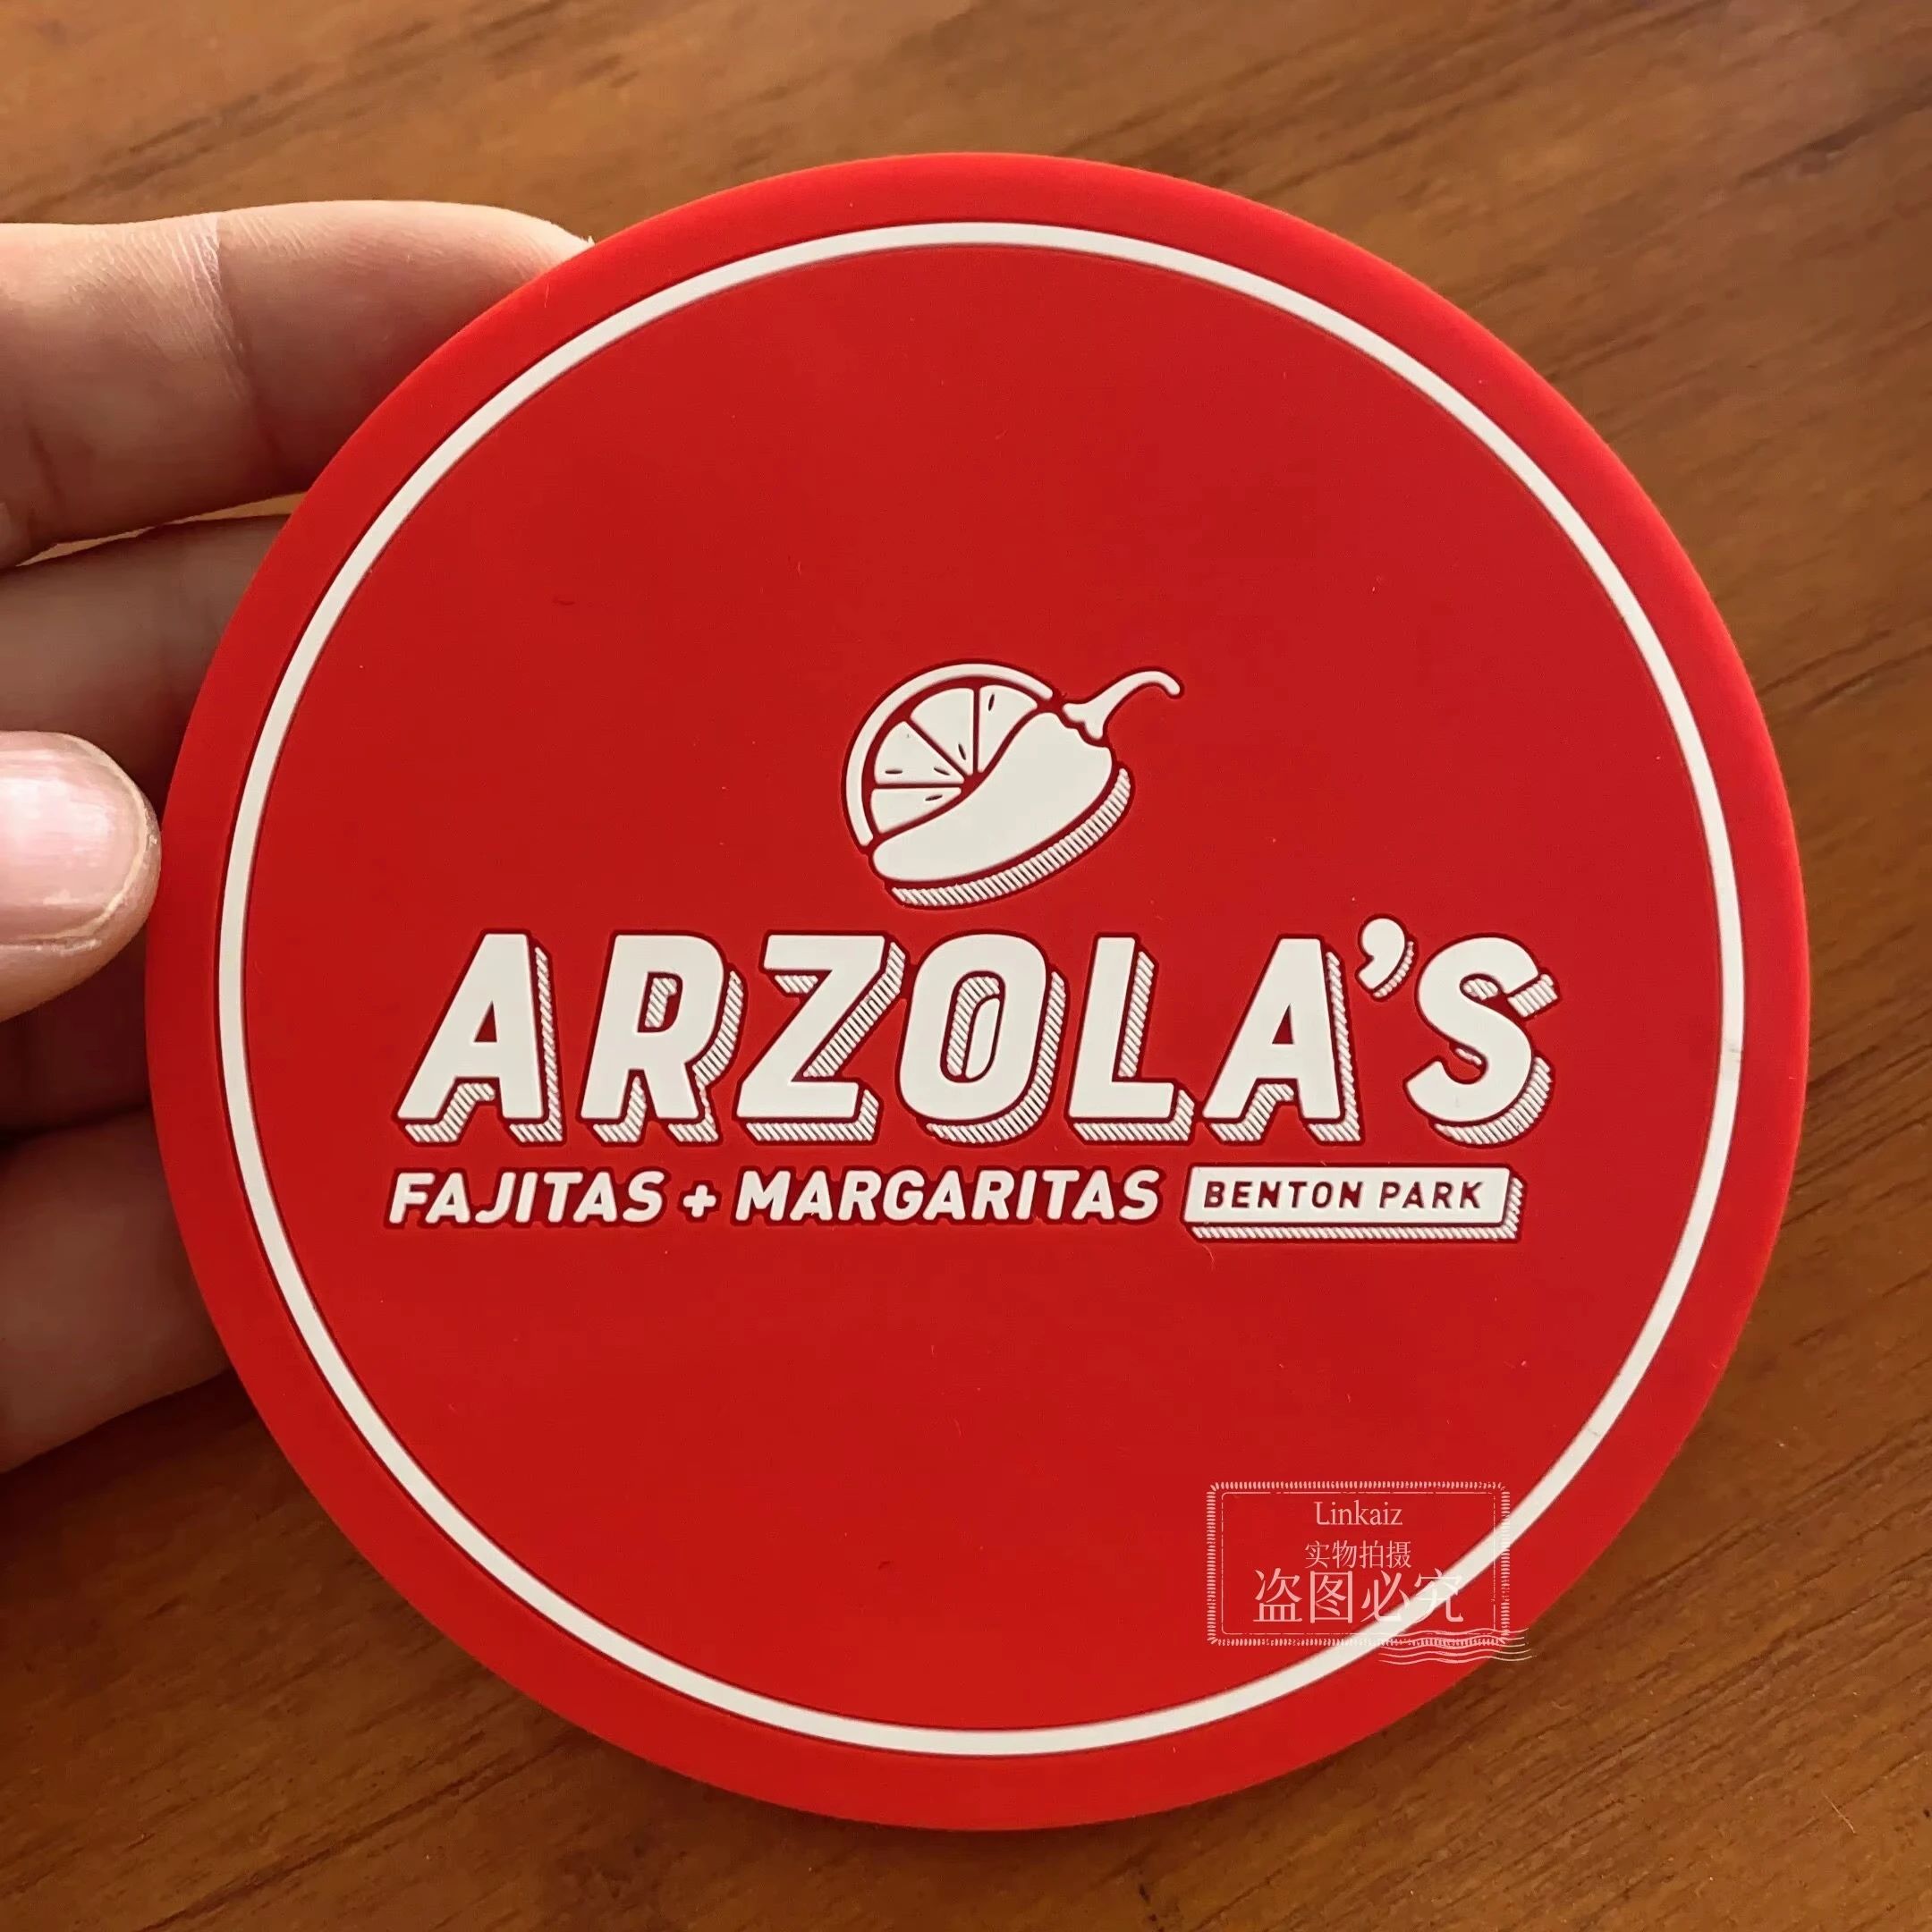 ARZOLA'S
FAJITAS + MARGARITAS BENTON PARK
Linkaiz
实物拍摄
盗图必究